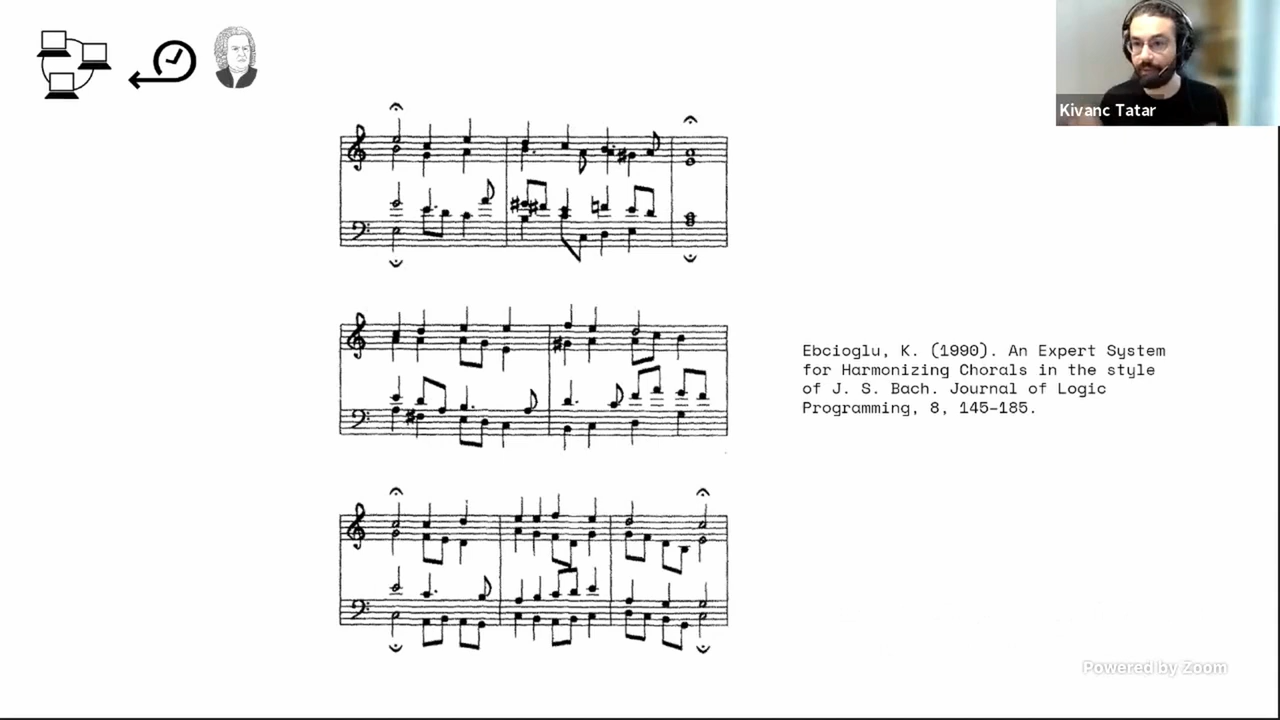 Kivanc Tatar
Ebcioglu, K. (1990). An Expert System
for Harmonizing Chorals in the style
of J. S. Bach. Journal of Logic
Programming, 8, 145-185.
Powered by Zoom